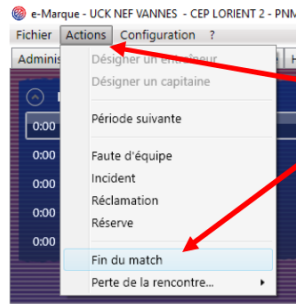 e-Marque - UCK NEF VANNES - CEP LORIENT 2 - PNM
Fichier Actions Configuration ?
Adminis
Désigner un entraîneur
Désigner un capitaine
0:00 Période suivante
0:00 Faute d'équipe
0:00 Incident
Réclamation
0:00 Réserve
0:00 Fin du match
Perte de la rencontre...